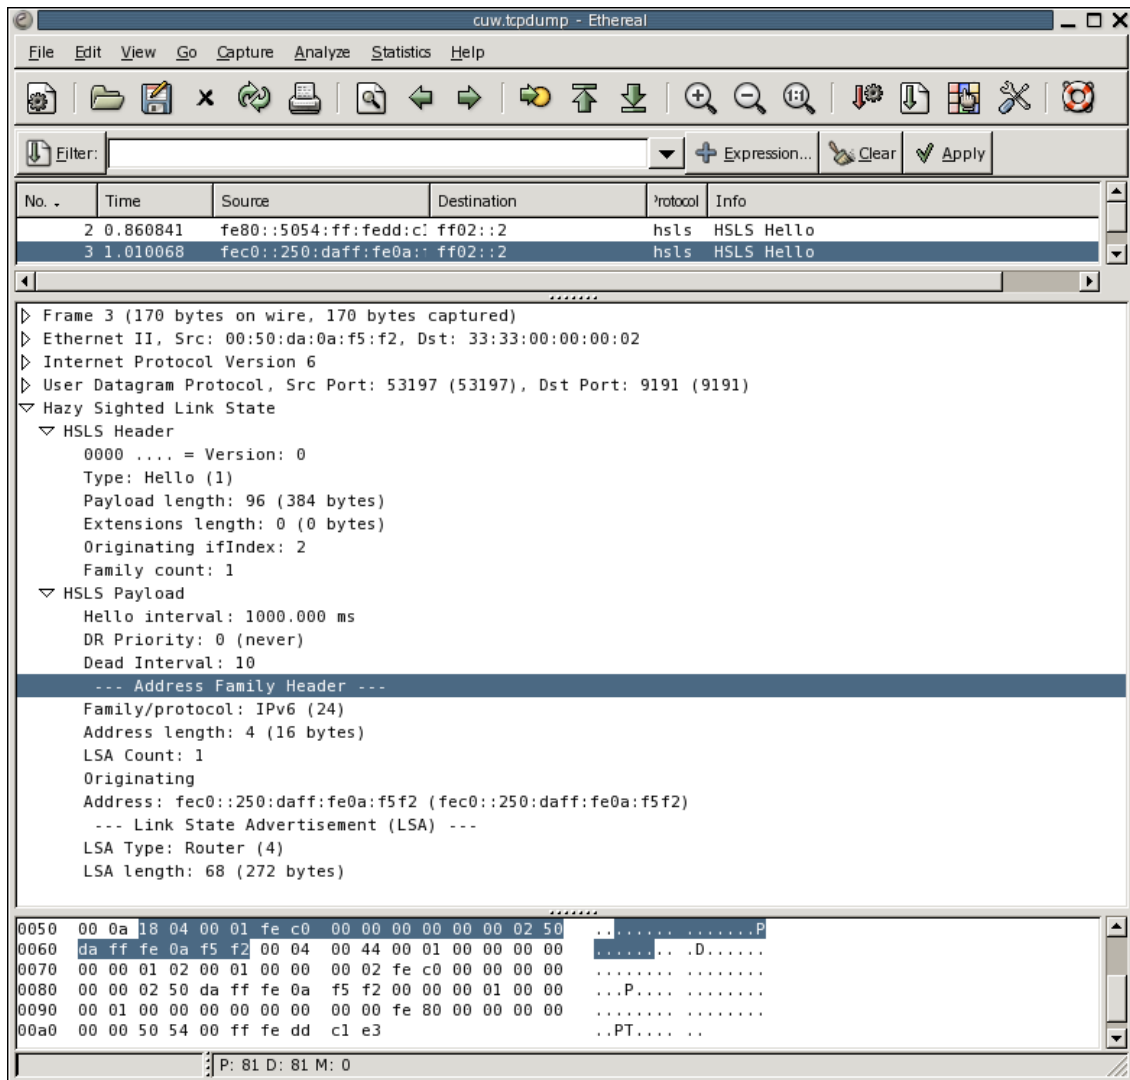 cuw.tcpdump - Ethereal
File Edit View Go Capture Analyze Statistics Help
Filter: Expression... Clear Apply
No. Time Source Destination Protocol Info
2 0.860841 fe80::5054:ff:fedd:c1 ff02::2 hsls HSLS Hello
3 1.010068 fec0::250:daff:fe0a: ff02::2 hsls HSLS Hello
Frame 3 (170 bytes on wire, 170 bytes captured)
Ethernet II, Src: 00:50:da:0a:f5:f2, Dst: 33:33:00:00:00:02
Internet Protocol Version 6
User Datagram Protocol, Src Port: 53197 (53197), Dst Port: 9191 (9191)
Hazy Sighted Link State
HSLS Header
0000 .... = Version: 0
Type: Hello (1)
Payload length: 96 (384 bytes)
Extensions length: 0 (0 bytes)
Originating ifIndex: 2
Family count: 1
HSLS Payload
Hello interval: 1000.000 ms
DR Priority: 0 (never)
Dead Interval: 10
--- Address Family Header ---
Family/protocol: IPv6 (24)
Address length: 4 (16 bytes)
LSA Count: 1
Originating
Address: fec0::250:daff:fe0a:f5f2 (fec0::250:daff:fe0a:f5f2)
--- Link State Advertisement (LSA) ---
LSA Type: Router (4)
LSA length: 68 (272 bytes)
0050 00 0a 18 04 00 01 fe c0 00 00 00 00 00 00 02 50 ........ .......P
0060 da ff fe 0a f5 f2 00 04 00 44 00 01 00 00 00 00 ........ .D......
0070 00 00 01 02 00 01 00 00 00 02 fe c0 00 00 00 00 ........ ........
0080 00 00 02 50 da ff fe 0a f5 f2 00 00 00 01 00 00 ...P.... ........
0090 00 01 00 00 00 00 00 00 00 00 fe 80 00 00 00 00 ........ ........
00a0 00 00 50 54 00 ff fe dd c1 e3 ..PT.... ..
P: 81 D: 81 M: 0